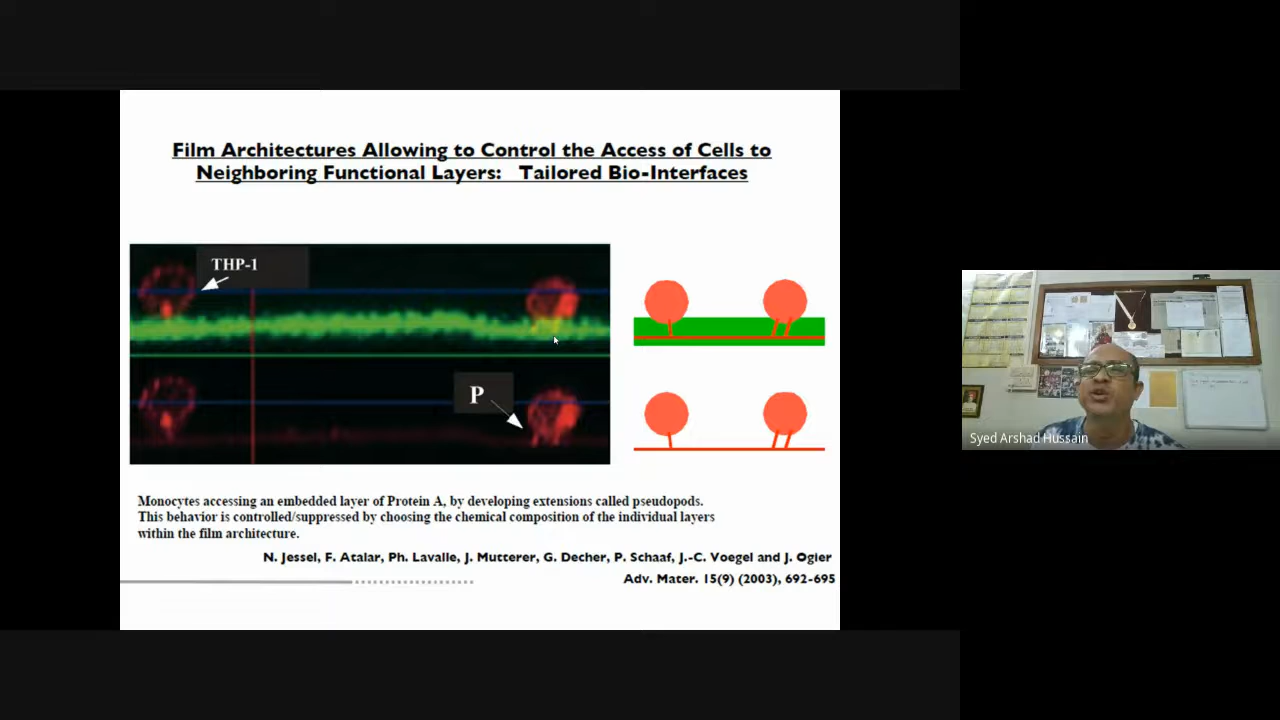 Film Architectures Allowing to Control the Access of Cells to
Neighboring Functional Layers: Tailored Bio-Interfaces
THP-1
P
Monocytes accessing an embedded layer of Protein A, by developing extensions called pseudopods.
This behavior is controlled/suppressed by choosing the chemical composition of the individual layers
within the film architecture.
N. Jessel, F. Atalar, Ph. Lavalle, J. Mutterer, G. Decher, P. Schaaf, J.-C. Voegel and J. Ogier
Adv. Mater. 15(9) (2003), 692-695
Syed Arshad Hussain